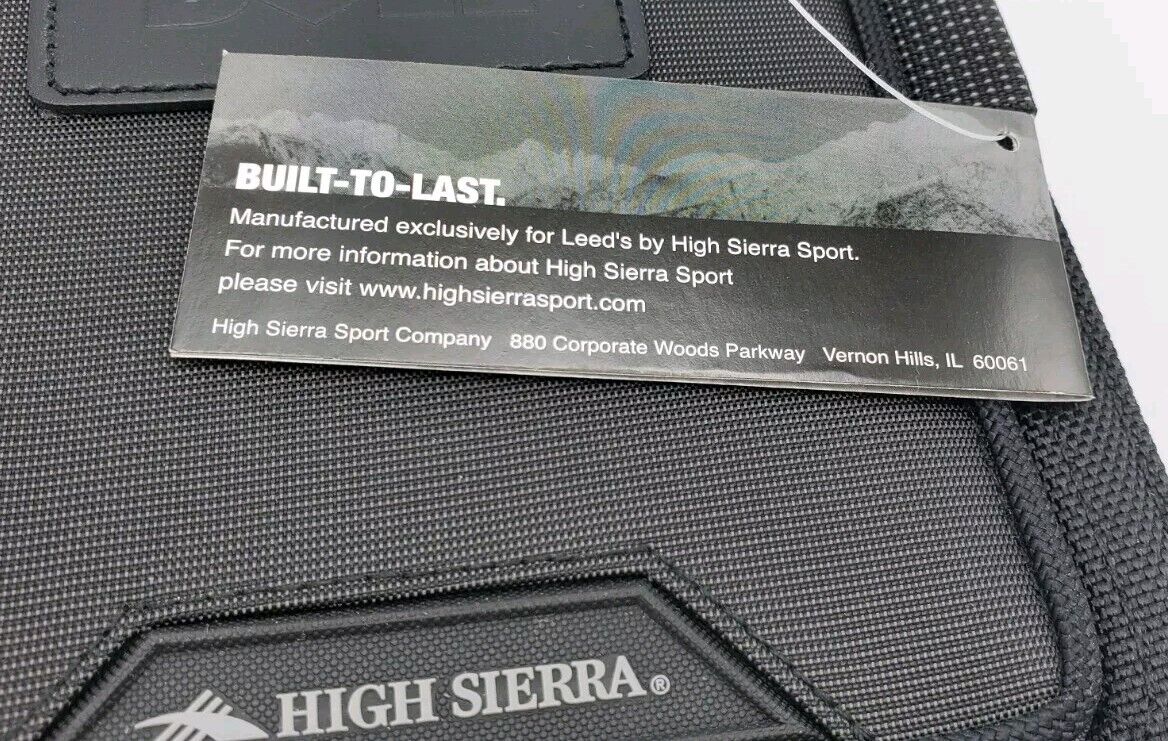 BUILT-TO-LAST.
Manufactured exclusively for Leed's by High Sierra Sport.
For more information about High Sierra Sport
please visit www.highsierrasport.com
High Sierra Sport Company 880 Corporate Woods Parkway Vernon Hills, IL 60061
HIGH SIERRA®